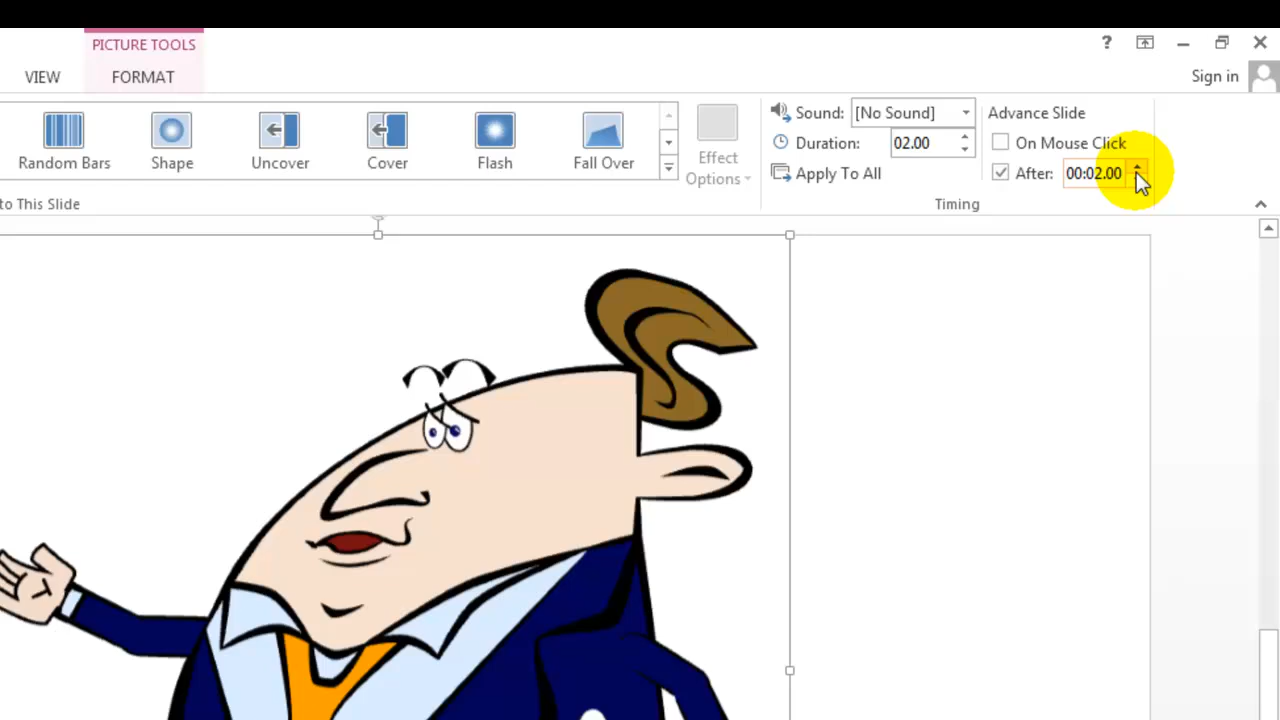 PICTURE TOOLS
?
VIEW FORMAT Sign in
Sound: [No Sound] Advance Slide
Duration: 02.00 On Mouse Click
Random Bars Shape Uncover Cover Flash Fall Over Effect Options
Apply To All After: 00:02.00
to This Slide Timing